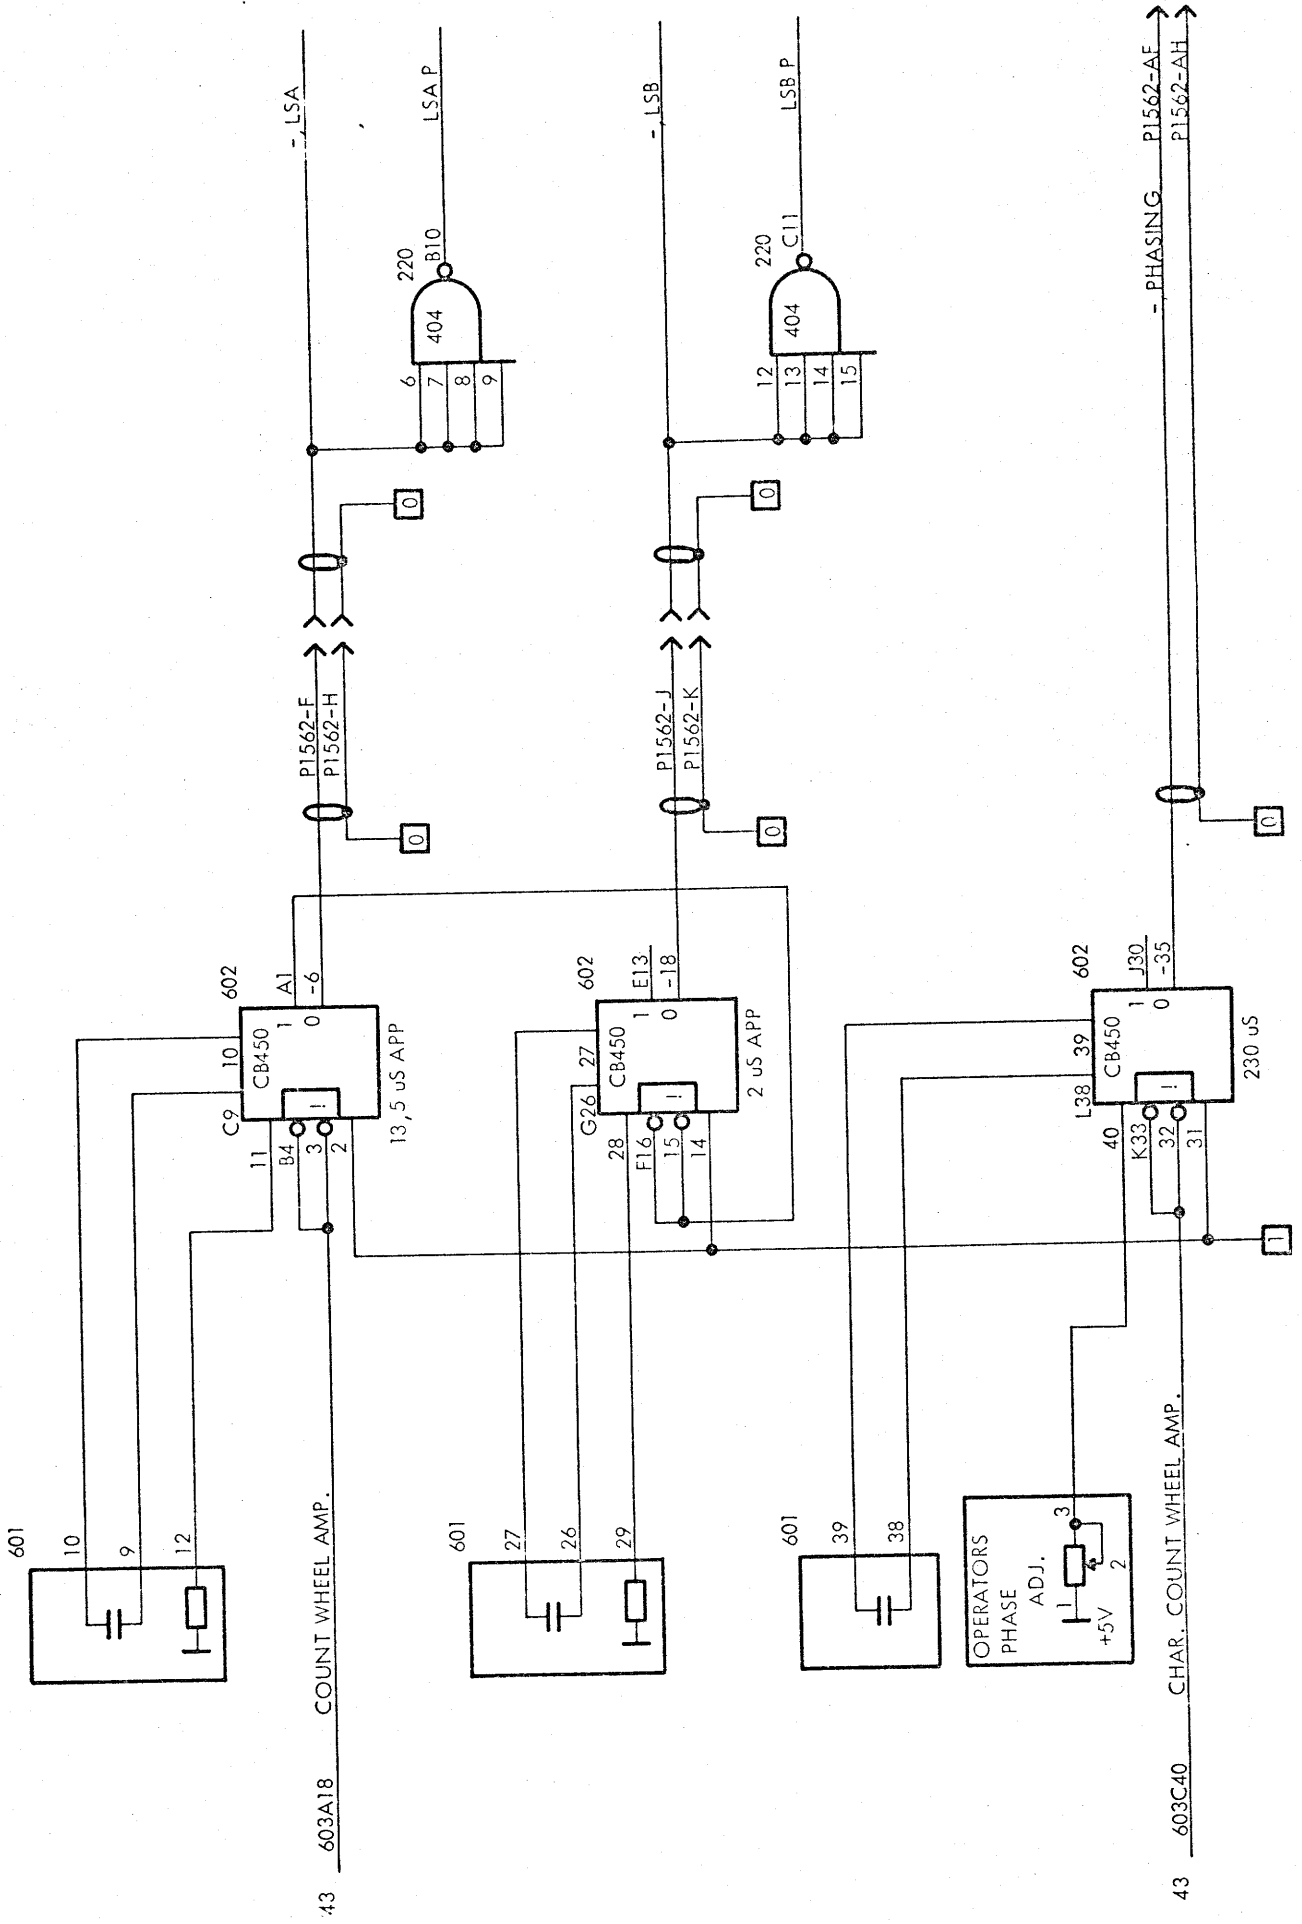 601
10
9
12
10
C9
11
CB450
602
1
0
A1
-6
B4
3
2
!
13,5 uS APP
43
603A18
COUNT WHEEL AMP.
P1562-F
P1562-H
0
0
-, LSA
6
7
8
9
404
220
B10
LSA P
601
27
26
29
27
G26
28
CB450
602
1
0
E13
-18
F16
15
14
!
2 uS APP
P1562-J
P1562-K
0
0
-, LSB
12
13
14
15
404
220
C11
LSB P
601
39
38
39
L38
40
CB450
602
1
0
J30
-35
K33
32
31
!
230 uS
1
OPERATORS
PHASE
ADJ.
1
2
3
+5V
43
603C40
CHAR. COUNT WHEEL AMP.
0
-, PHASING
P1562-AF
P1562-AH